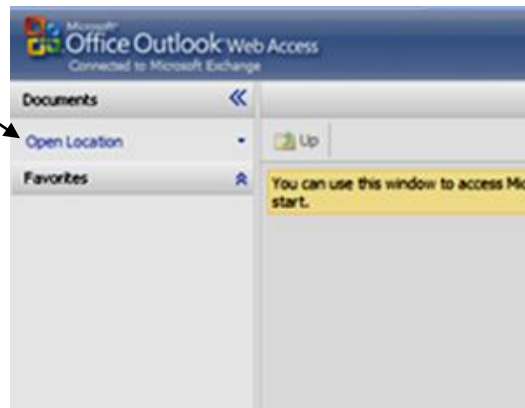 Microsoft®
Office Outlook Web Access
Connected to Microsoft Exchange
Documents
Open Location
Up
Favorites
You can use this window to access Mic
start.